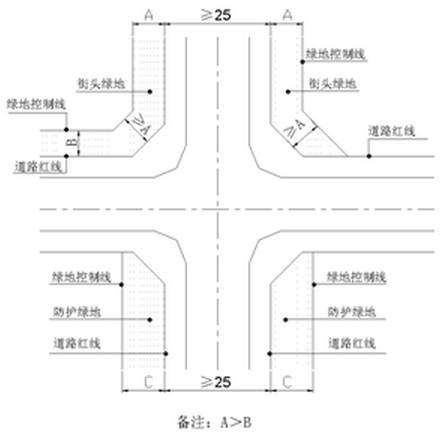 A ≥25 A
绿地控制线
街头绿地 街头绿地
绿地控制线
≥A ≥A
道路红线
B
道路红线
绿地控制线 绿地控制线
防护绿地 防护绿地
道路红线 道路红线
C ≥25 C
备注：A＞B